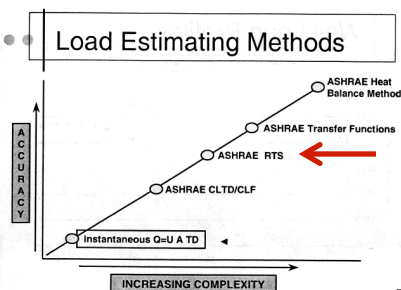 Load Estimating Methods
ASHRAE Heat
Balance Method
ASHRAE Transfer Functions
ASHRAE RTS
ASHRAE CLTD/CLF
Instantaneous Q=U A TD
ACCURACY
INCREASING COMPLEXITY